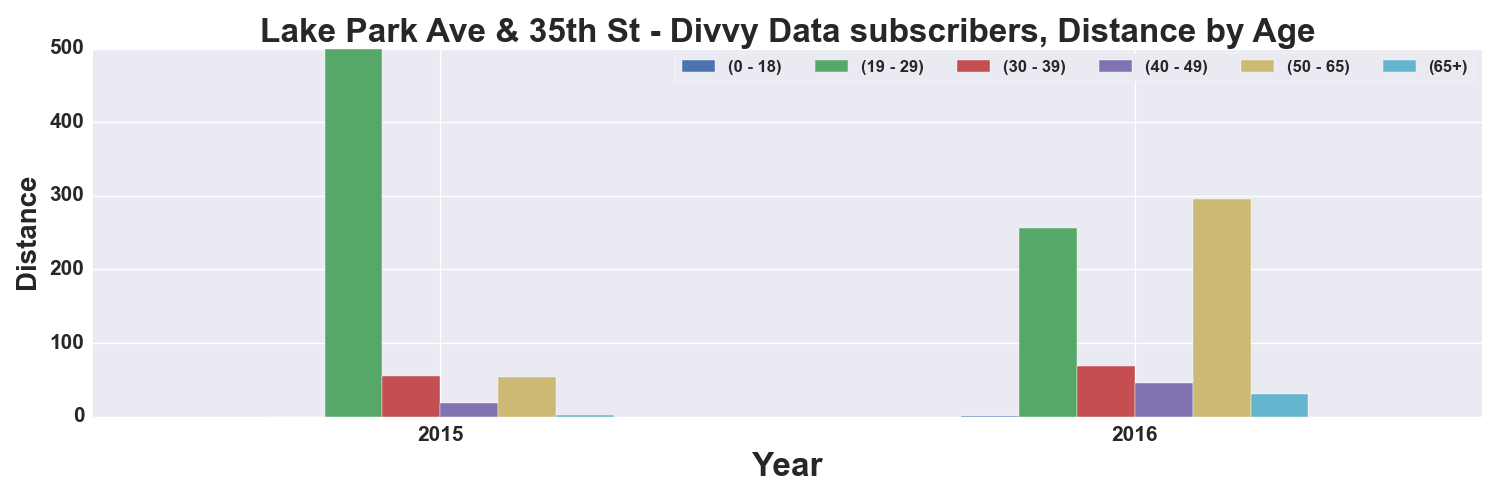 Lake Park Ave & 35th St - Divvy Data subscribers, Distance by Age
(0 - 18) (19 - 29) (30 - 39) (40 - 49) (50 - 65) (65+)
Distance
500
400
300
200
100
0
2015 2016
Year